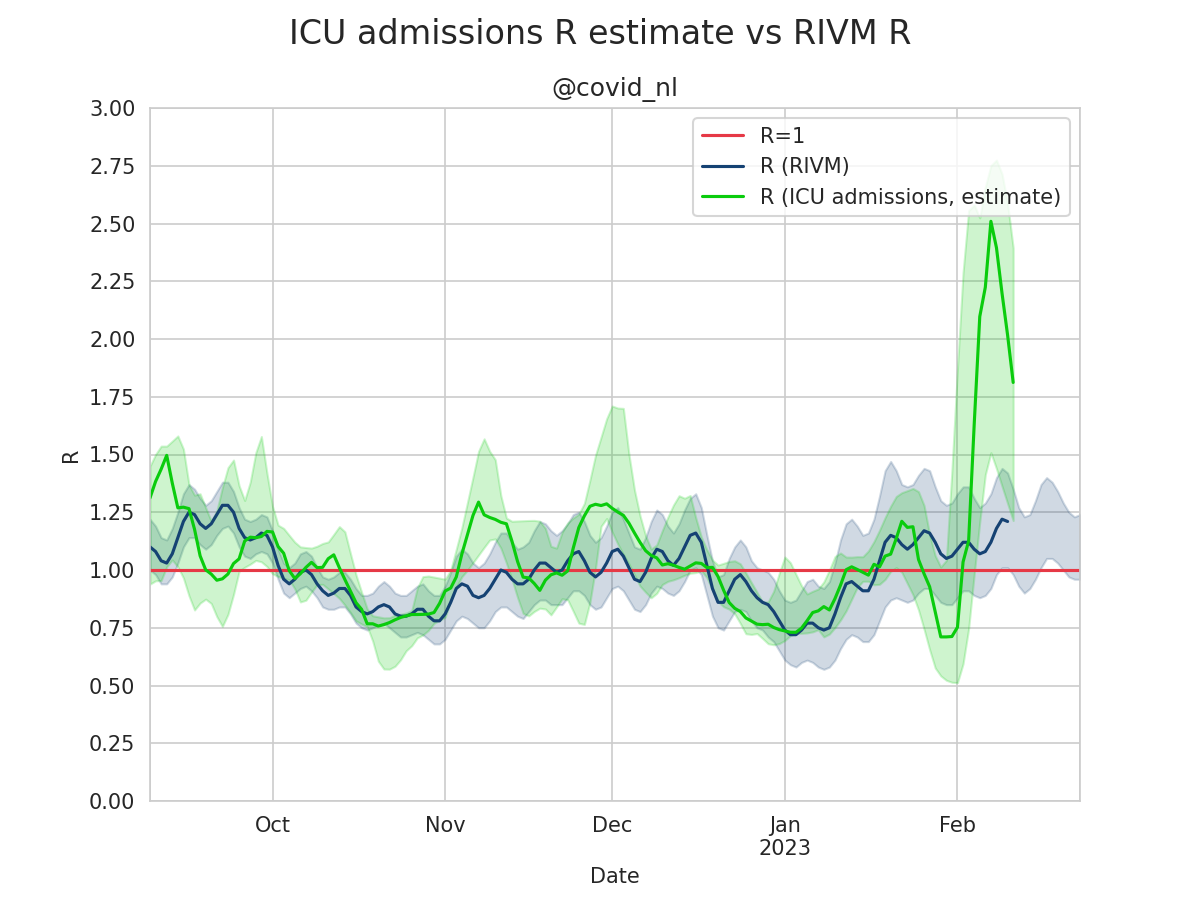 ICU admissions R estimate vs RIVM R
@covid_nl
3.00
2.75
2.50
2.25
2.00
1.75
1.50
1.25
1.00
0.75
0.50
0.25
0.00
R
R=1
R (RIVM)
R (ICU admissions, estimate)
Oct
Nov
Dec
Jan
2023
Feb
Date